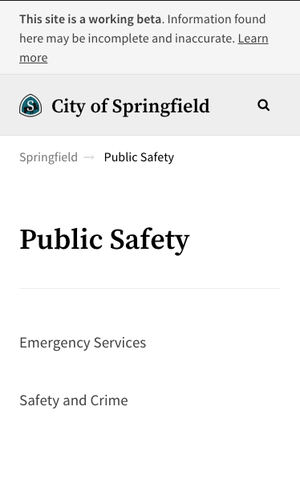 This site is a working beta. Information found
here may be incomplete and inaccurate. Learn
more
S City of Springfield
Springfield → Public Safety
Public Safety
Emergency Services
Safety and Crime